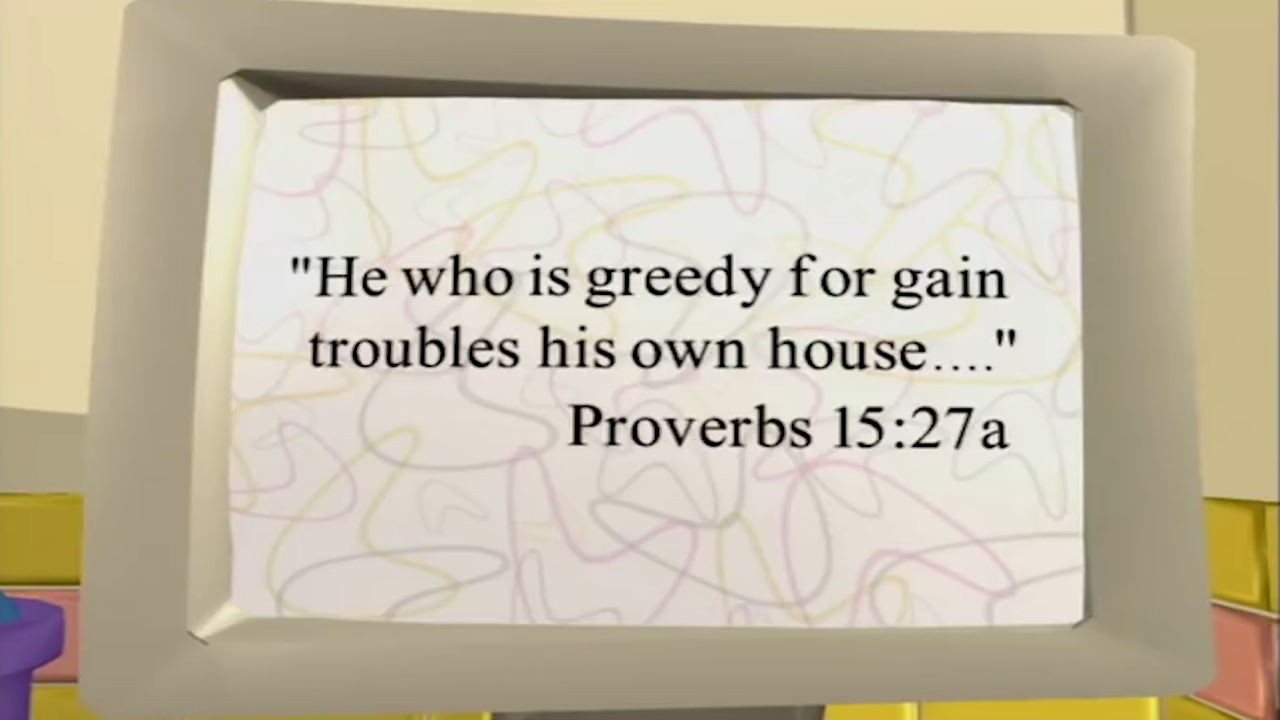 "He who is greedy for gain
troubles his own house...."
Proverbs 15:27a